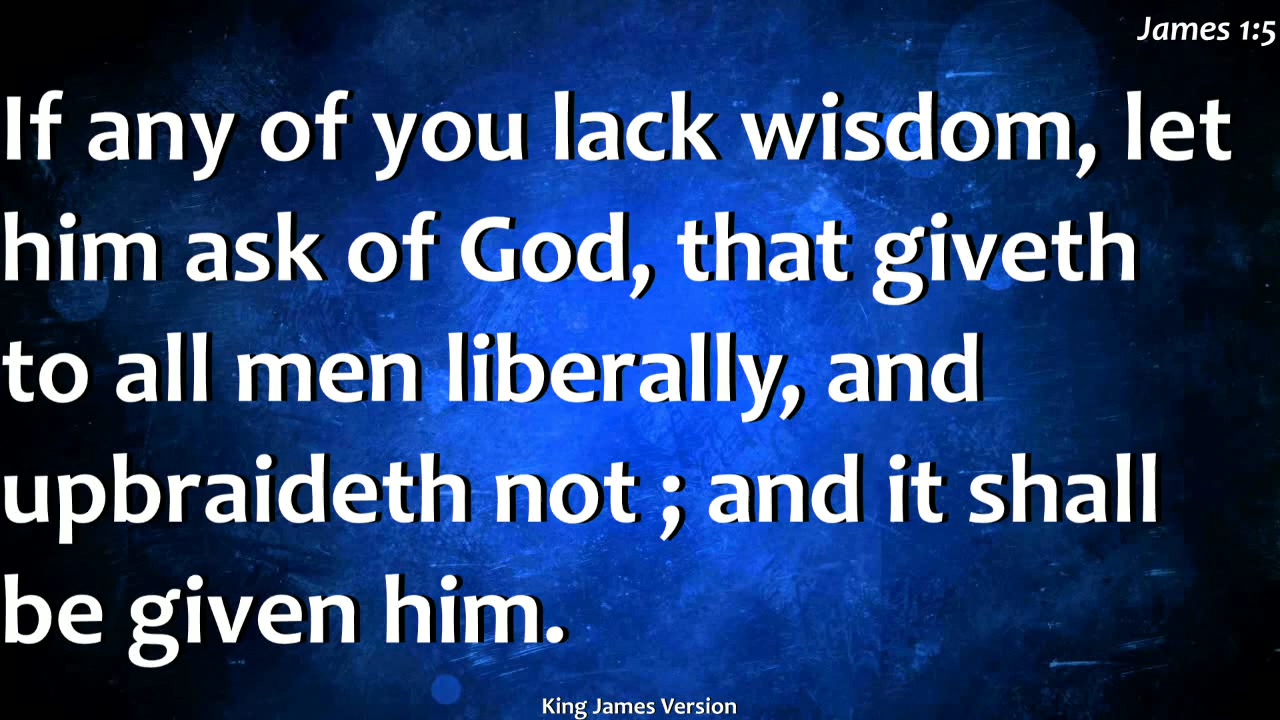 James 1:5
If any of you lack wisdom, let
him ask of God, that giveth
to all men liberally, and
upbraideth not ; and it shall
be given him.
King James Version